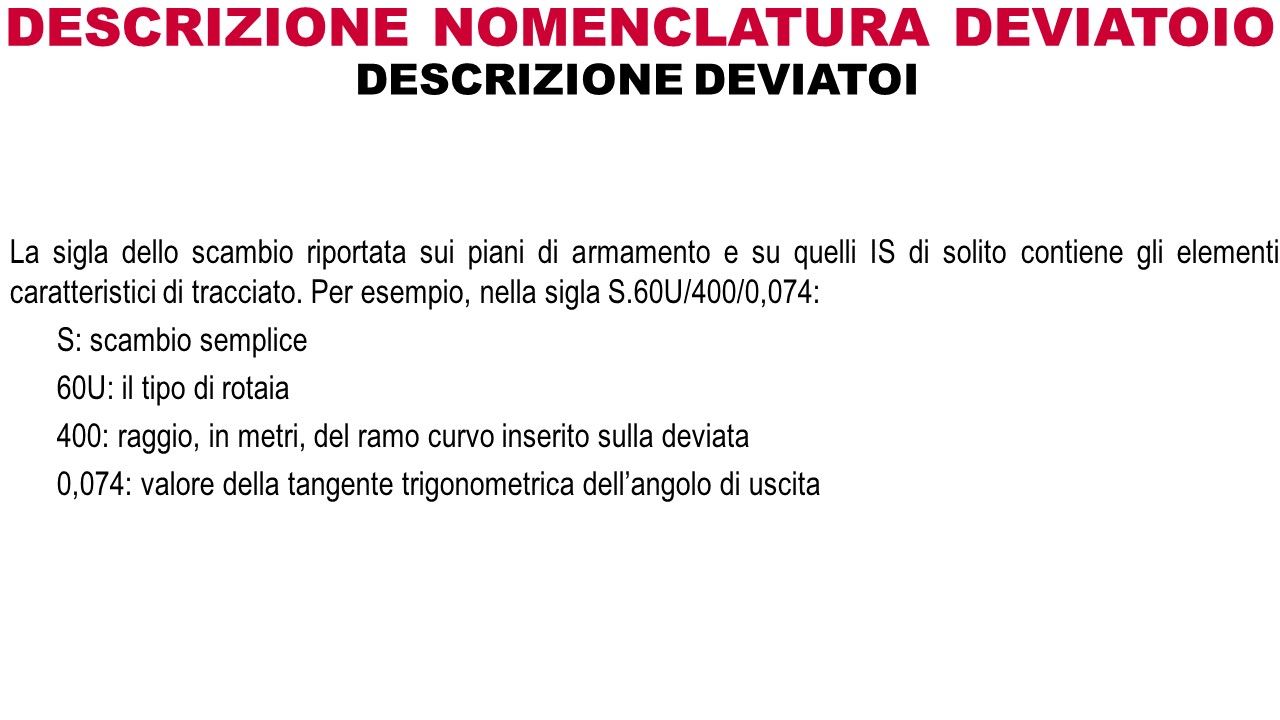 DESCRIZIONE NOMENCLATURA DEVIATOIO
DESCRIZIONE DEVIATOI
La sigla dello scambio riportata sui piani di armamento e su quelli IS di solito contiene gli elementi
caratteristici di tracciato. Per esempio, nella sigla S.60U/400/0,074:
S: scambio semplice
60U: il tipo di rotaia
400: raggio, in metri, del ramo curvo inserito sulla deviata
0,074: valore della tangente trigonometrica dell’angolo di uscita